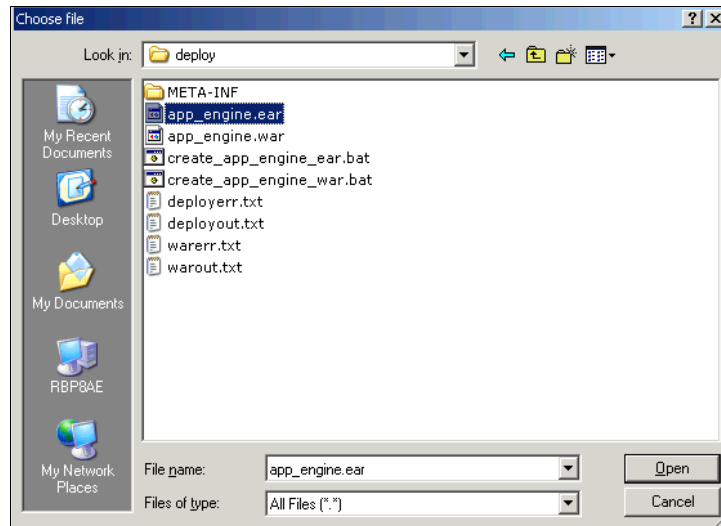 Choose file
Look in:
deploy
My Recent
Documents
Desktop
My Documents
RBP8AE
My Network
Places
META-INF
app_engine.ear
app_engine.war
create_app_engine_ear.bat
create_app_engine_war.bat
deployerr.txt
deployout.txt
warerr.txt
warout.txt
File name:
app_engine.ear
Open
Files of type:
All Files (*.*)
Cancel